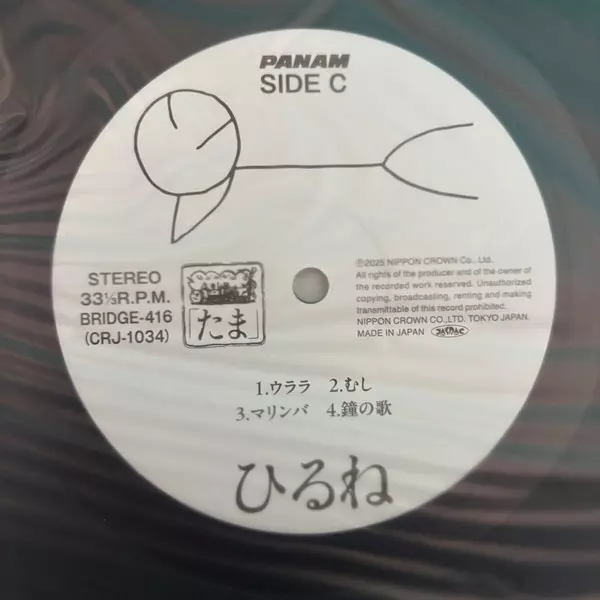 PANAM
SIDE C
STEREO
33⅓R.P.M.
BRIDGE-416
(CRJ-1034)
「たま」
Ⓟ2025 NIPPON CROWN Co., Ltd.
All rights of the producer and of the owner of
the recorded work reserved. Unauthorized
copying, broadcasting, renting and making
transmittable of this record prohibited.
NIPPON CROWN CO.,LTD. TOKYO JAPAN.
MADE IN JAPAN JASRAC
1.ウララ 2.むし
3.マリンバ 4.鐘の歌
ひるね